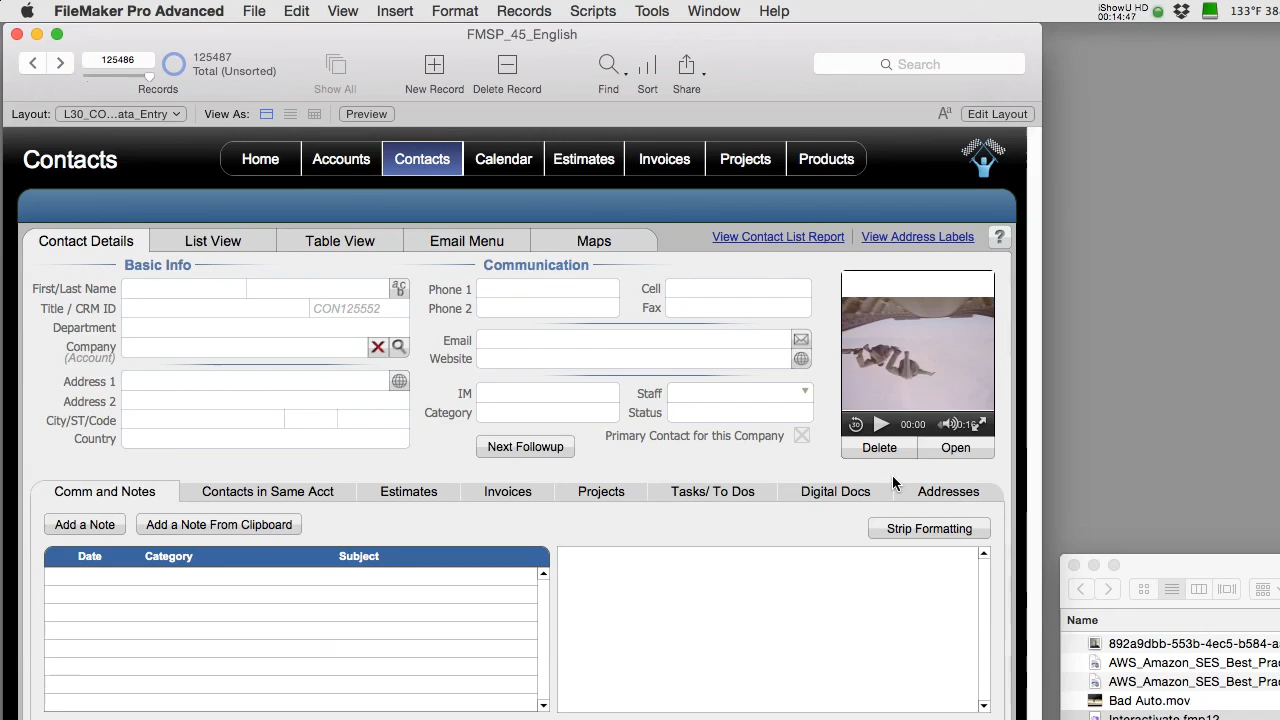 FileMaker Pro Advanced File Edit View Insert Format Records Scripts Tools Window Help
iShowU HD
00:14:47
133°F 38
FMSP_45_English
125486
125487
Total (Unsorted)
Records
Show All
New Record
Delete Record
Find
Sort
Share
Search
Layout: L30_CO…ata_Entry
View As:
Preview
Aa
Edit Layout
Contacts
Home Accounts Contacts Calendar Estimates Invoices Projects Products
Contact Details List View Table View Email Menu Maps
View Contact List Report
View Address Labels
?
Basic Info
Communication
First/Last Name
a c b
Phone 1
Cell
Title / CRM ID
CON125552
Phone 2
Fax
Department
Company
(Account)
Email
Website
Address 1
Address 2
City/ST/Code
Country
IM
Staff
Category
Status
Next Followup
Primary Contact for this Company
30
00:00
Delete
Open
Comm and Notes Contacts in Same Acct Estimates Invoices Projects Tasks/ To Dos Digital Docs Addresses
Add a Note
Add a Note From Clipboard
Strip Formatting
Date Category Subject
Name
892a9dbb-553b-4ec5-b584-a
AWS_Amazon_SES_Best_Pra
AWS_Amazon_SES_Best_Pra
Bad Auto.mov
Interactivate.fmp12